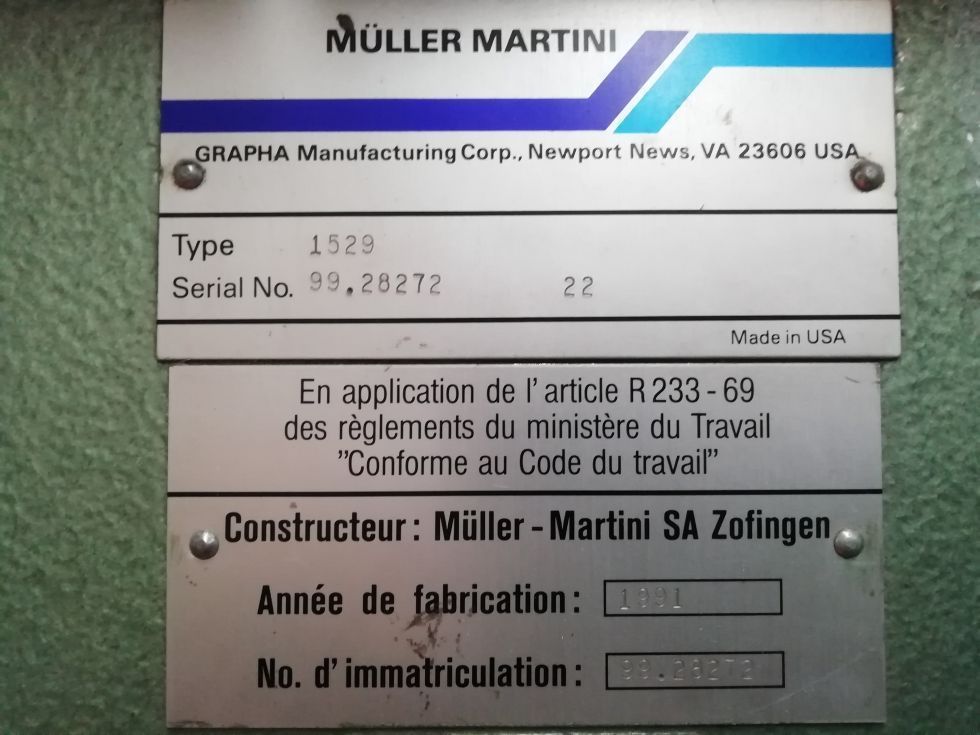 MÜLLER MARTINI
GRAPHA Manufacturing Corp., Newport News, VA 23606 USA
Type 1529
Serial No. 99.28272 22
Made in USA
En application de l'article R 233-69
des règlements du ministère du Travail
"Conforme au Code du travail"
Constructeur: Müller-Martini SA Zofingen
Année de fabrication: 1991
No. d'immatriculation: 99.28272